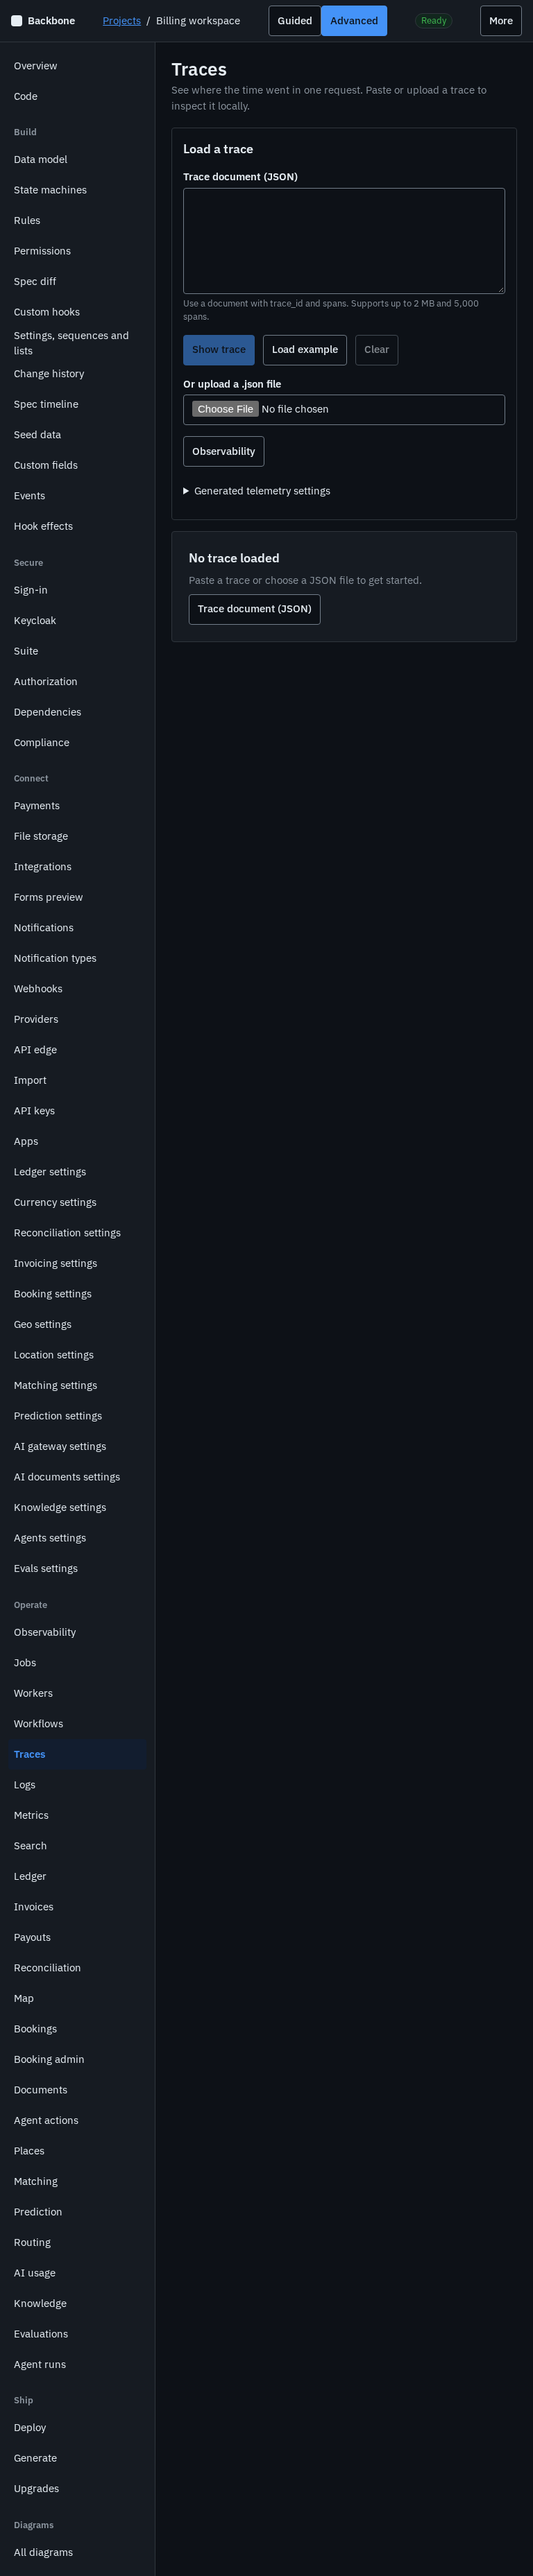 Backbone
Projects / Billing workspace
Guided
Advanced
Ready
More
Overview
Code
Build
Data model
State machines
Rules
Permissions
Spec diff
Custom hooks
Settings, sequences and
lists
Change history
Spec timeline
Seed data
Custom fields
Events
Hook effects
Secure
Sign-in
Keycloak
Suite
Authorization
Dependencies
Compliance
Connect
Payments
File storage
Integrations
Forms preview
Notifications
Notification types
Webhooks
Providers
API edge
Import
API keys
Apps
Ledger settings
Currency settings
Reconciliation settings
Invoicing settings
Booking settings
Geo settings
Location settings
Matching settings
Prediction settings
AI gateway settings
AI documents settings
Knowledge settings
Agents settings
Evals settings
Operate
Observability
Jobs
Workers
Workflows
Traces
Logs
Metrics
Search
Ledger
Invoices
Payouts
Reconciliation
Map
Bookings
Booking admin
Documents
Agent actions
Places
Matching
Prediction
Routing
AI usage
Knowledge
Evaluations
Agent runs
Ship
Deploy
Generate
Upgrades
Diagrams
All diagrams
Traces
See where the time went in one request. Paste or upload a trace to
inspect it locally.
Load a trace
Trace document (JSON)
Use a document with trace_id and spans. Supports up to 2 MB and 5,000
spans.
Show trace
Load example
Clear
Or upload a .json file
Choose File No file chosen
Observability
Generated telemetry settings
No trace loaded
Paste a trace or choose a JSON file to get started.
Trace document (JSON)